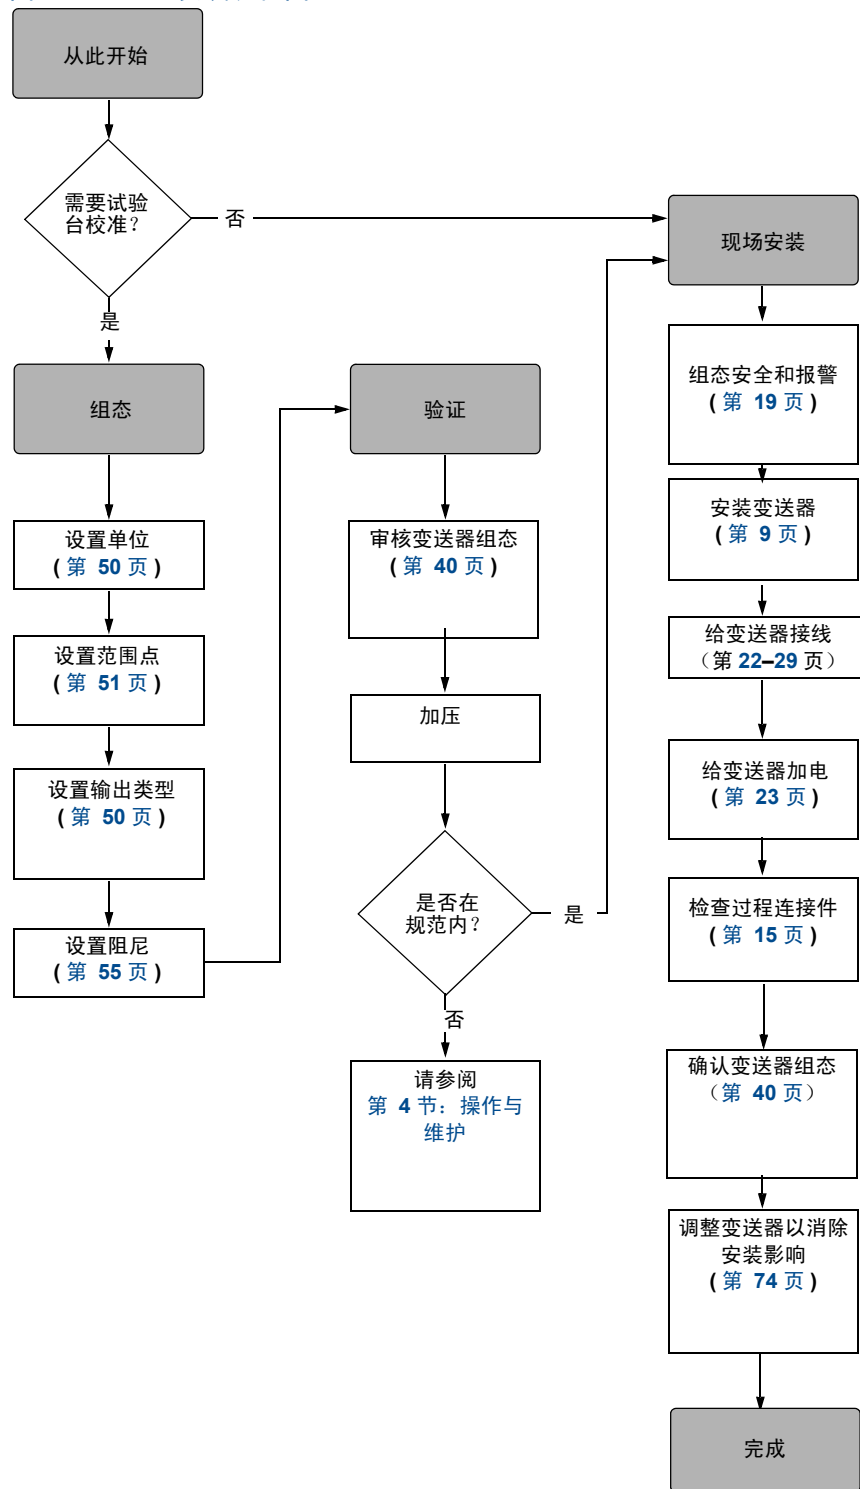 从此开始
需要试验
台校准？
否
是
组态
设置单位
( 第 50 页 )
设置范围点
( 第 51 页 )
设置输出类型
( 第 50 页 )
设置阻尼
( 第 55 页 )
验证
审核变送器组态
( 第 40 页 )
加压
是否在
规范内？
是
否
请参阅
第 4 节：操作与
维护
现场安装
组态安全和报警
( 第 19 页 )
安装变送器
( 第 9 页 )
给变送器接线
（第 22–29 页）
给变送器加电
( 第 23 页 )
检查过程连接件
( 第 15 页 )
确认变送器组态
（第 40 页）
调整变送器以消除
安装影响
( 第 74 页 )
完成